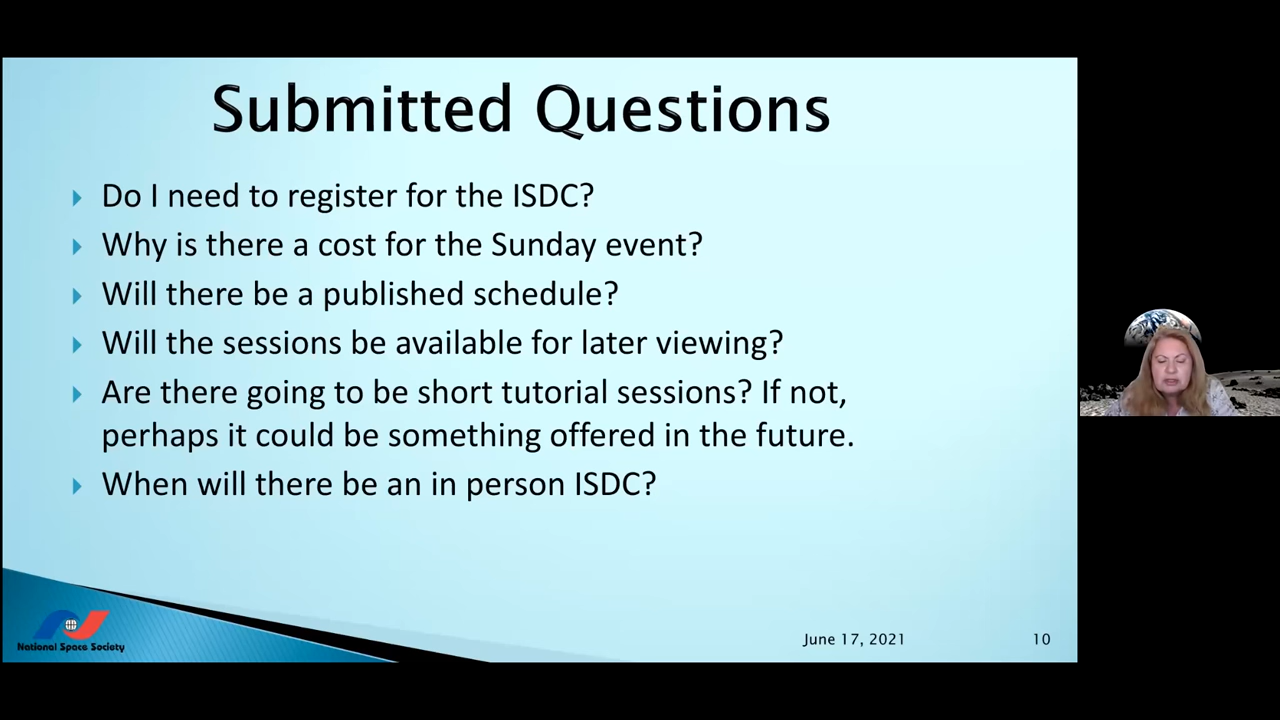 Submitted Questions
Do I need to register for the ISDC?
Why is there a cost for the Sunday event?
Will there be a published schedule?
Will the sessions be available for later viewing?
Are there going to be short tutorial sessions? If not,
perhaps it could be something offered in the future.
When will there be an in person ISDC?
National Space Society
June 17, 2021
10